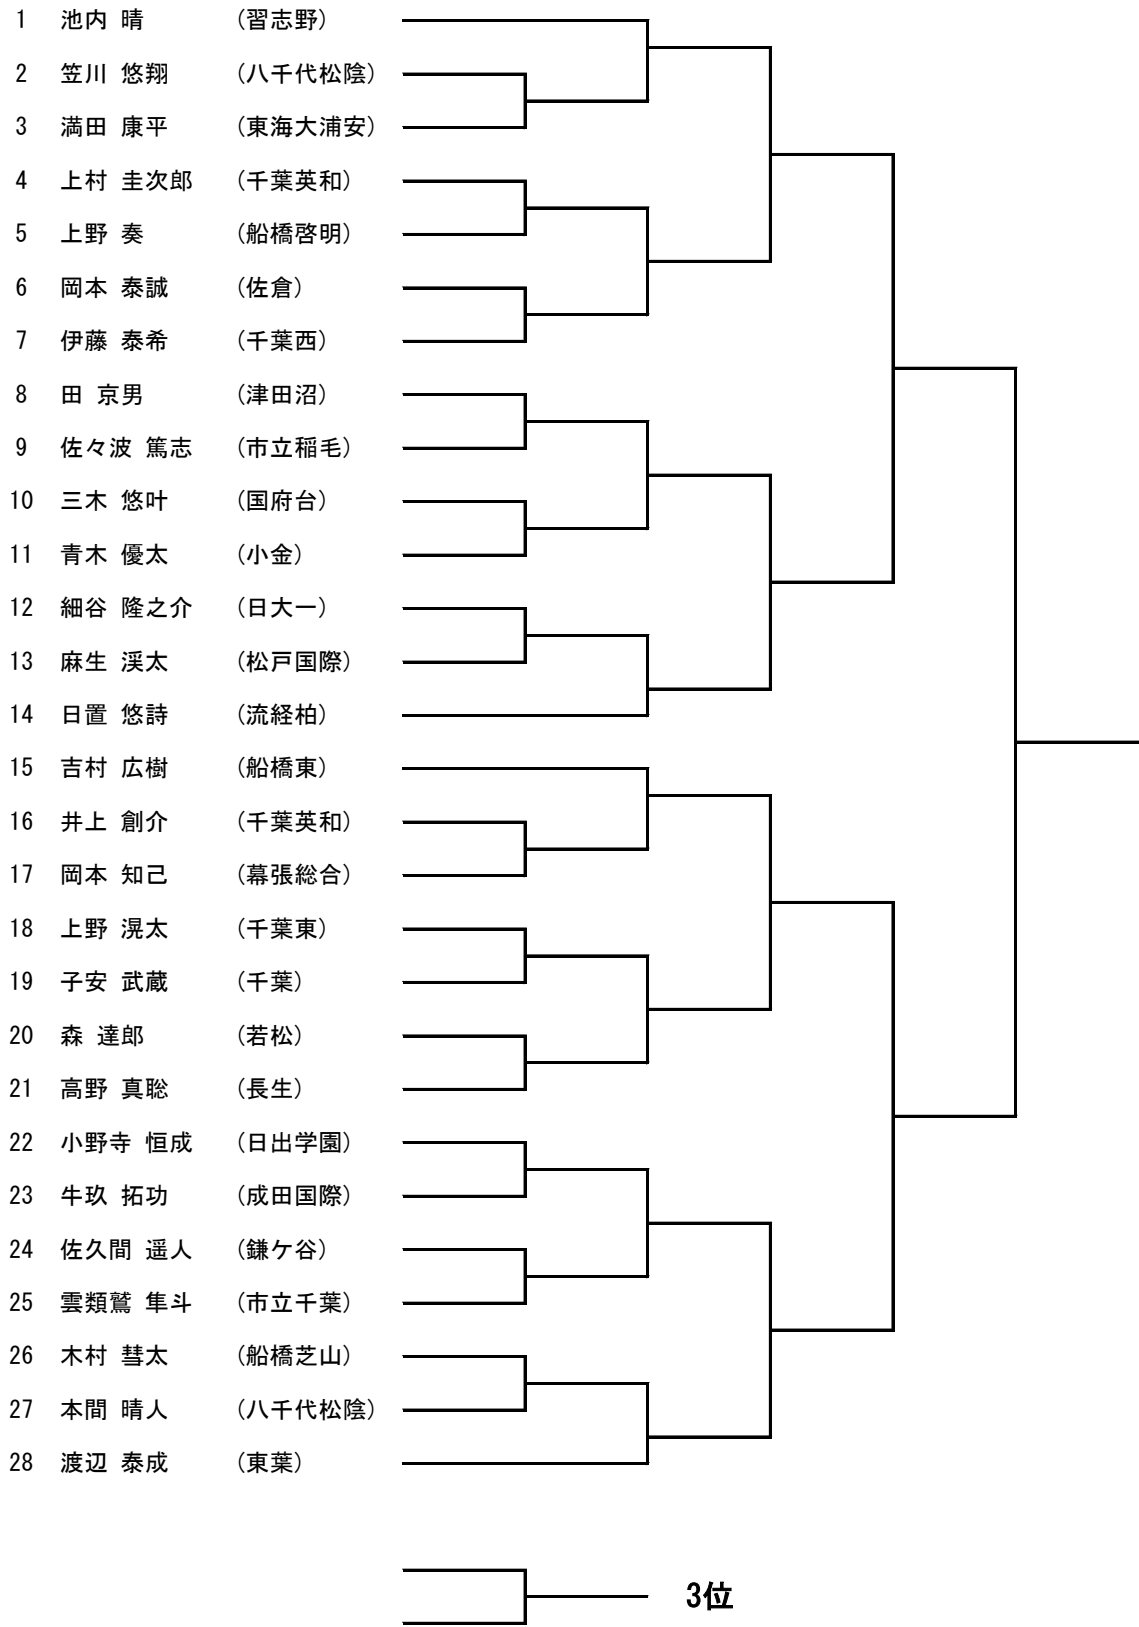 1 池内 晴 (習志野)
2 笠川 悠翔 (八千代松陰)
3 満田 康平 (東海大浦安)
4 上村 圭次郎 (千葉英和)
5 上野 奏 (船橋啓明)
6 岡本 泰誠 (佐倉)
7 伊藤 泰希 (千葉西)
8 田 京男 (津田沼)
9 佐々波 篤志 (市立稲毛)
10 三木 悠叶 (国府台)
11 青木 優太 (小金)
12 細谷 隆之介 (日大一)
13 麻生 渓太 (松戸国際)
14 日置 悠詩 (流経柏)
15 吉村 広樹 (船橋東)
16 井上 創介 (千葉英和)
17 岡本 知己 (幕張総合)
18 上野 滉太 (千葉東)
19 子安 武蔵 (千葉)
20 森 達郎 (若松)
21 高野 真聡 (長生)
22 小野寺 恒成 (日出学園)
23 牛玖 拓功 (成田国際)
24 佐久間 遥人 (鎌ケ谷)
25 雲類鷲 隼斗 (市立千葉)
26 木村 彗太 (船橋芝山)
27 本間 晴人 (八千代松陰)
28 渡辺 泰成 (東葉)
3位